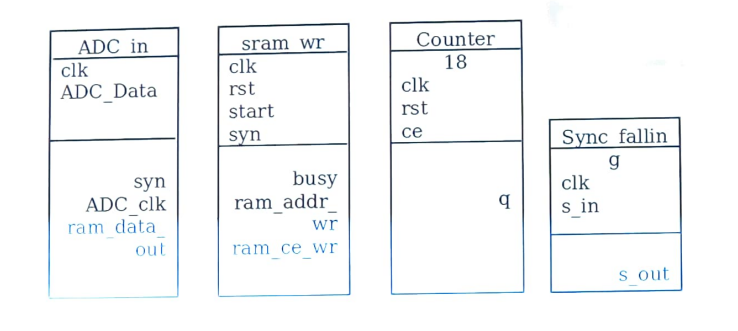 ADC_in
clk
ADC_Data
syn
ADC_clk
ram_data_
out
sram_wr
clk
rst
start
syn
busy
ram_addr_
wr
ram_ce_wr
Counter
18
clk
rst
ce
q
Sync_fallin
g
clk
s_in
s_out